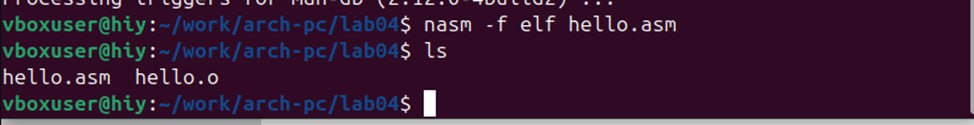 Processing triggers for man-db (2.12.0-4build2) ...
vboxuser@hiy:~/work/arch-pc/lab04$ nasm -f elf hello.asm
vboxuser@hiy:~/work/arch-pc/lab04$ ls
hello.asm  hello.o
vboxuser@hiy:~/work/arch-pc/lab04$